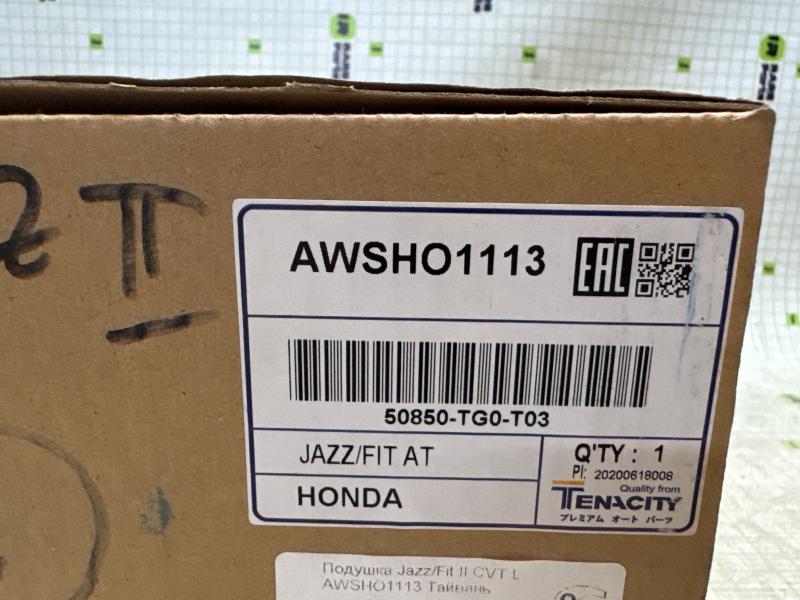 Z II
AWSHO1113
EAC
50850-TG0-T03
JAZZ/FIT AT
Q'TY : 1
PI: 20200618008
HONDA
Quality from
TENACITY
プレミアム オート パーツ
Подушка Jazz/Fit II CVT L
AWSHO1113 Тайвань